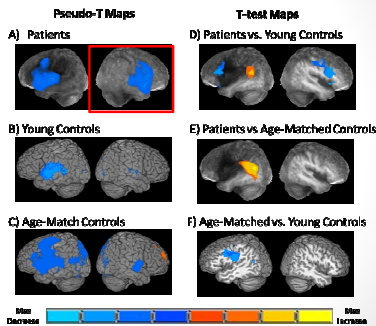 Pseudo-T Maps
T-test Maps
A) Patients
D) Patients vs. Young Controls
B) Young Controls
E) Patients vs Age-Matched Controls
C) Age-Match Controls
F) Age-Matched vs. Young Controls
Max
Decrease
Max
Increase